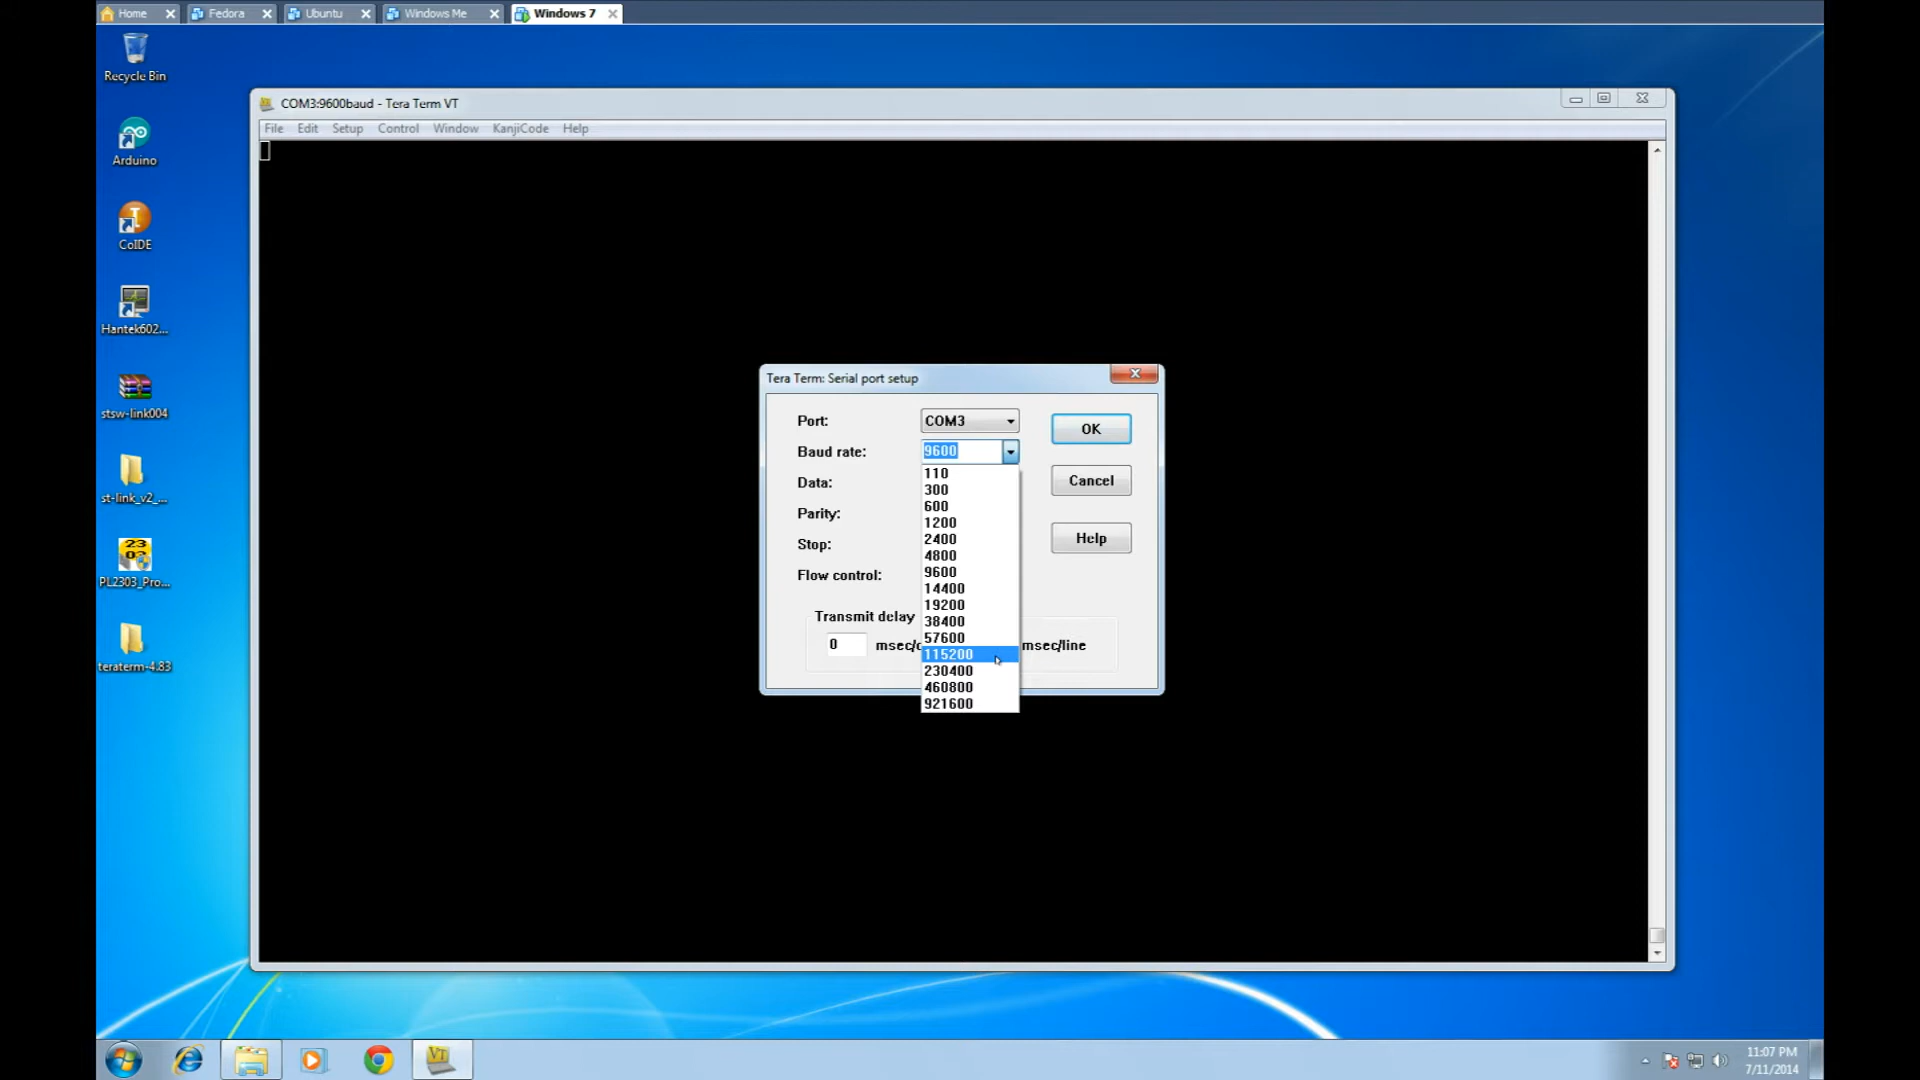 Home
Fedora
Ubuntu
Windows Me
Windows 7
Recycle Bin
Arduino
CoIDE
Hantek602...
stsw-link004
st-link_v2_...
PL2303_Pro...
teraterm-4.83
COM3:9600baud - Tera Term VT
File Edit Setup Control Window KanjiCode Help
Tera Term: Serial port setup
Port: COM3
OK
Baud rate: 9600
110
300
600
1200
2400
4800
9600
14400
19200
38400
57600
115200
230400
460800
921600
Data:
Cancel
Parity:
Help
Stop:
Flow control:
Transmit delay
0 msec/c msec/line
VT
11:07 PM
7/11/2014